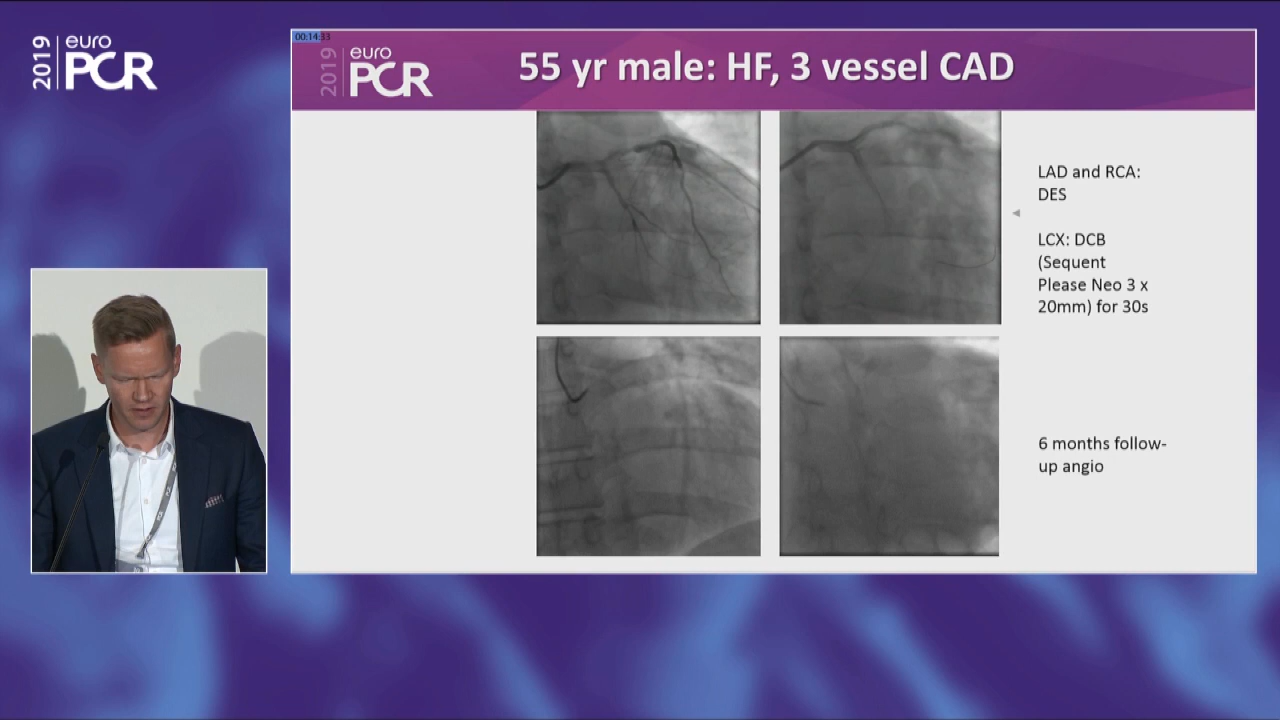 2019
euro
PCR
00:14:33
2019
euro
PCR
55 yr male: HF, 3 vessel CAD
LAD and RCA:
DES
LCX: DCB
(Sequent
Please Neo 3 x
20mm) for 30s
6 months follow-
up angio